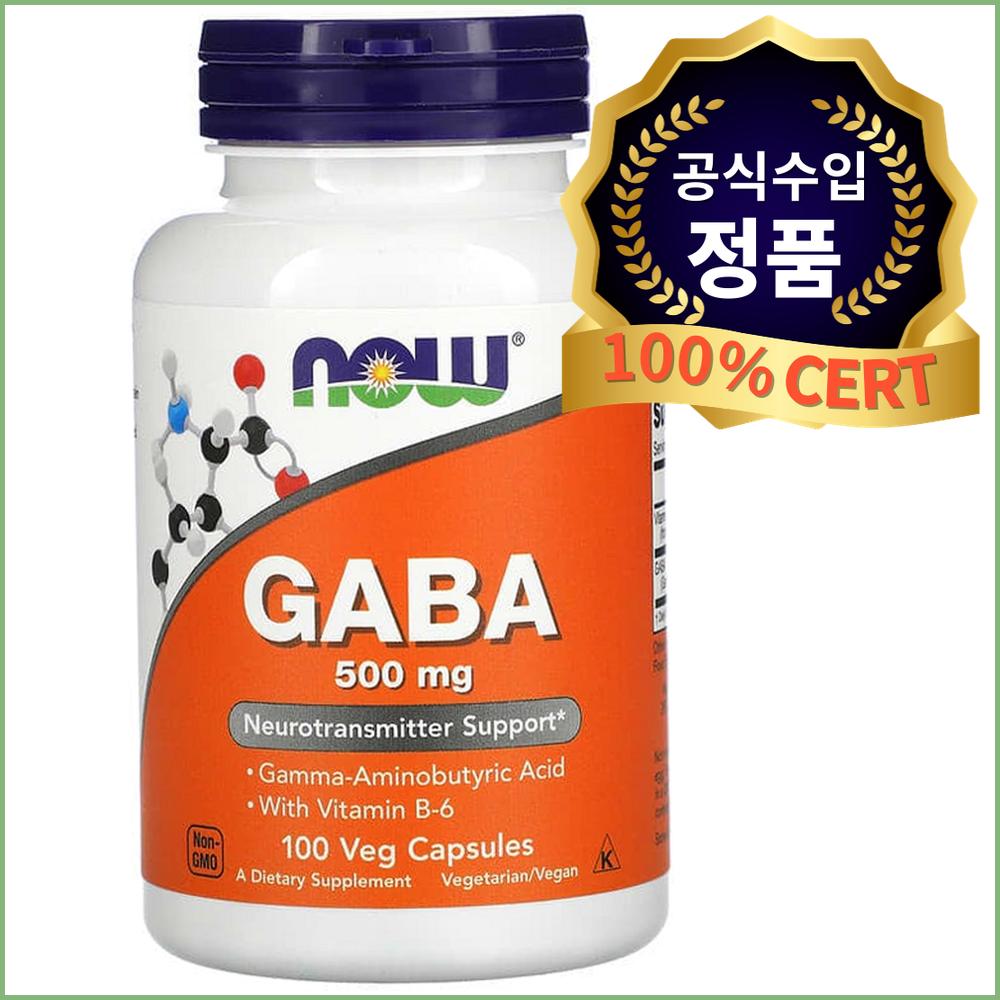 공식수입
정품
100% CERT
now®
GABA
500 mg
Neurotransmitter Support*
• Gamma-Aminobutyric Acid
• With Vitamin B-6
Non-
GMO
100 Veg Capsules
A Dietary Supplement Vegetarian/Vegan
K